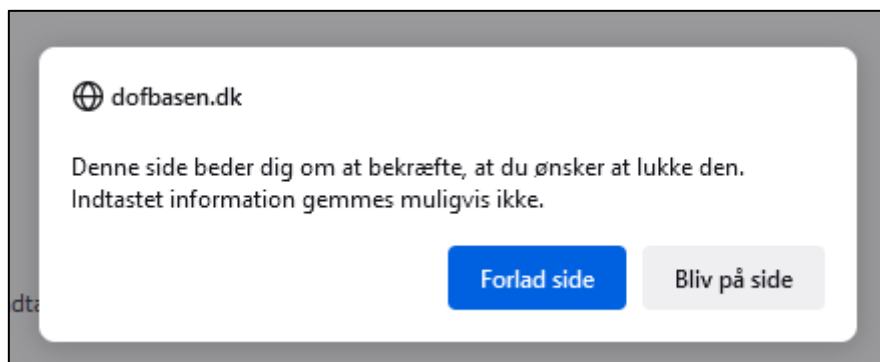 dofbasen.dk
Denne side beder dig om at bekræfte, at du ønsker at lukke den.
Indtastet information gemmes muligvis ikke.
Forlad side Bliv på side